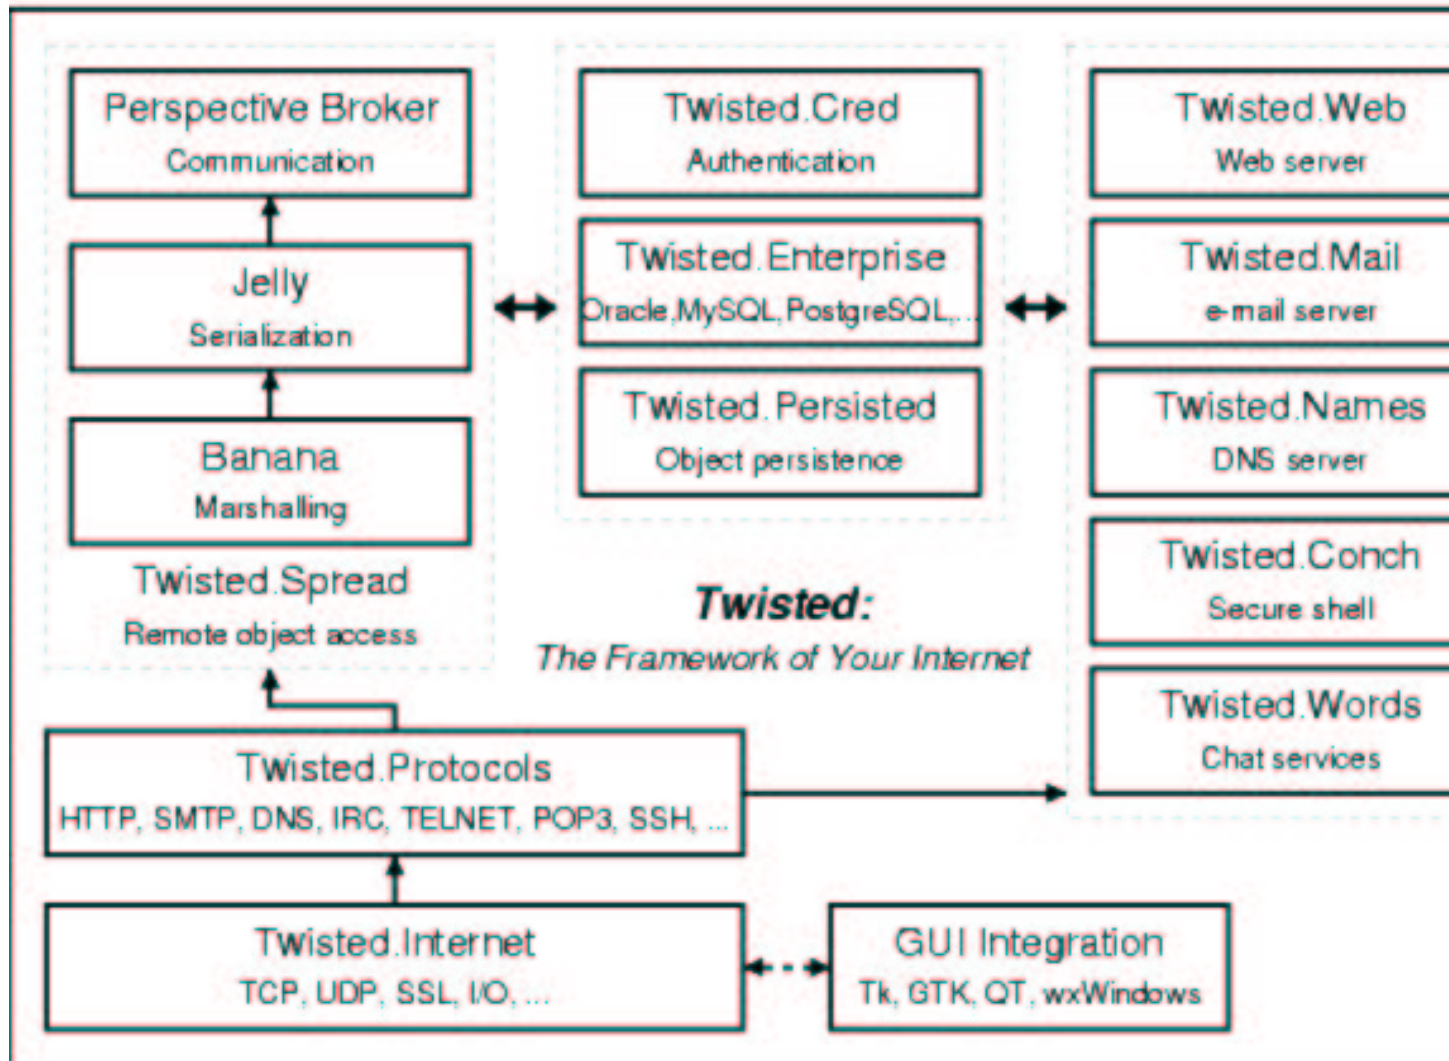 Perspective Broker
Communication
Jelly
Serialization
Banana
Marshalling
Twisted.Spread
Remote object access
Twisted.Cred
Authentication
Twisted.Enterprise
Oracle,MySQL,PostgreSQL,...
Twisted.Persisted
Object persistence
Twisted.Web
Web server
Twisted.Mail
e-mail server
Twisted.Names
DNS server
Twisted.Conch
Secure shell
Twisted.Words
Chat services
Twisted:
The Framework of Your Internet
Twisted.Protocols
HTTP, SMTP, DNS, IRC, TELNET, POP3, SSH, ...
Twisted.Internet
TCP, UDP, SSL, I/O, ...
GUI Integration
Tk, GTK, QT, wxWindows